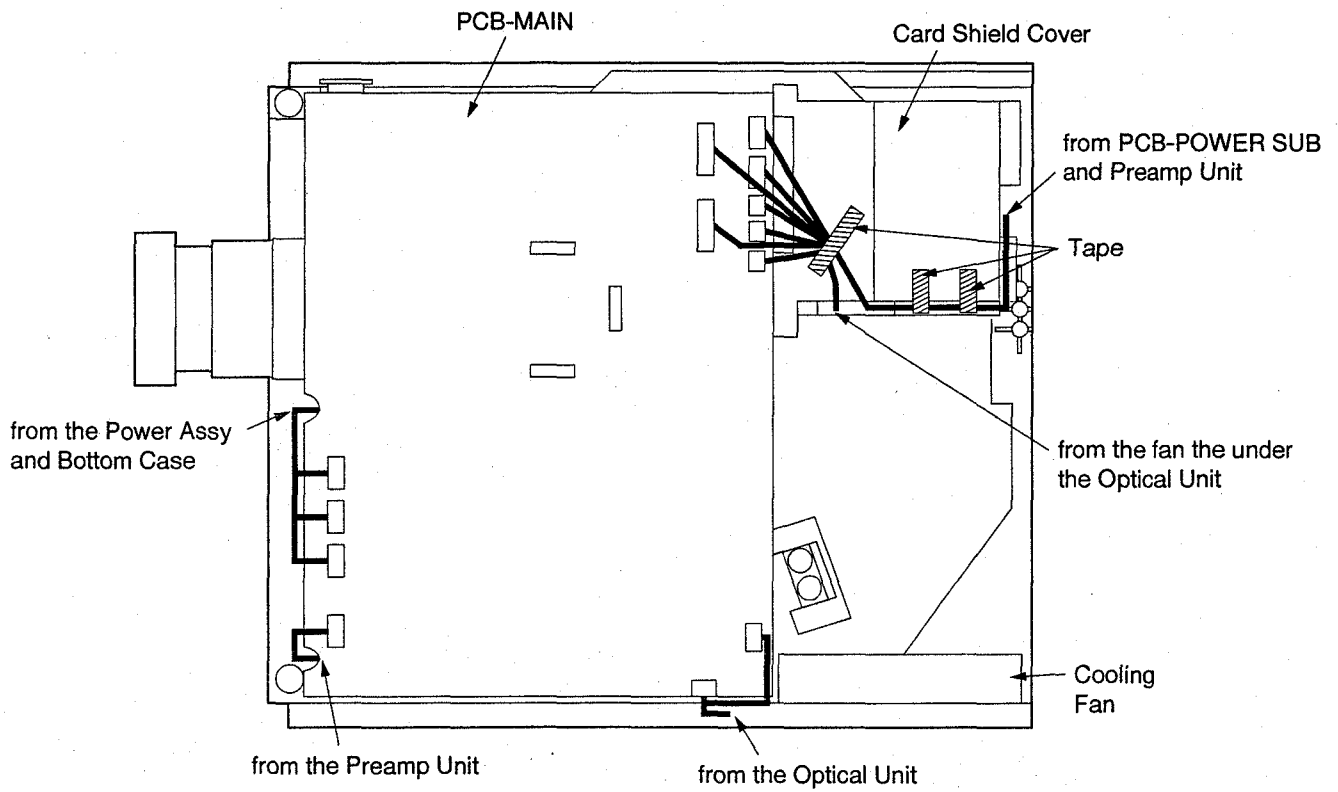 PCB-MAIN
Card Shield Cover
from PCB-POWER SUB
and Preamp Unit
Tape
from the Power Assy
and Bottom Case
from the fan the under
the Optical Unit
Cooling
Fan
from the Preamp Unit
from the Optical Unit